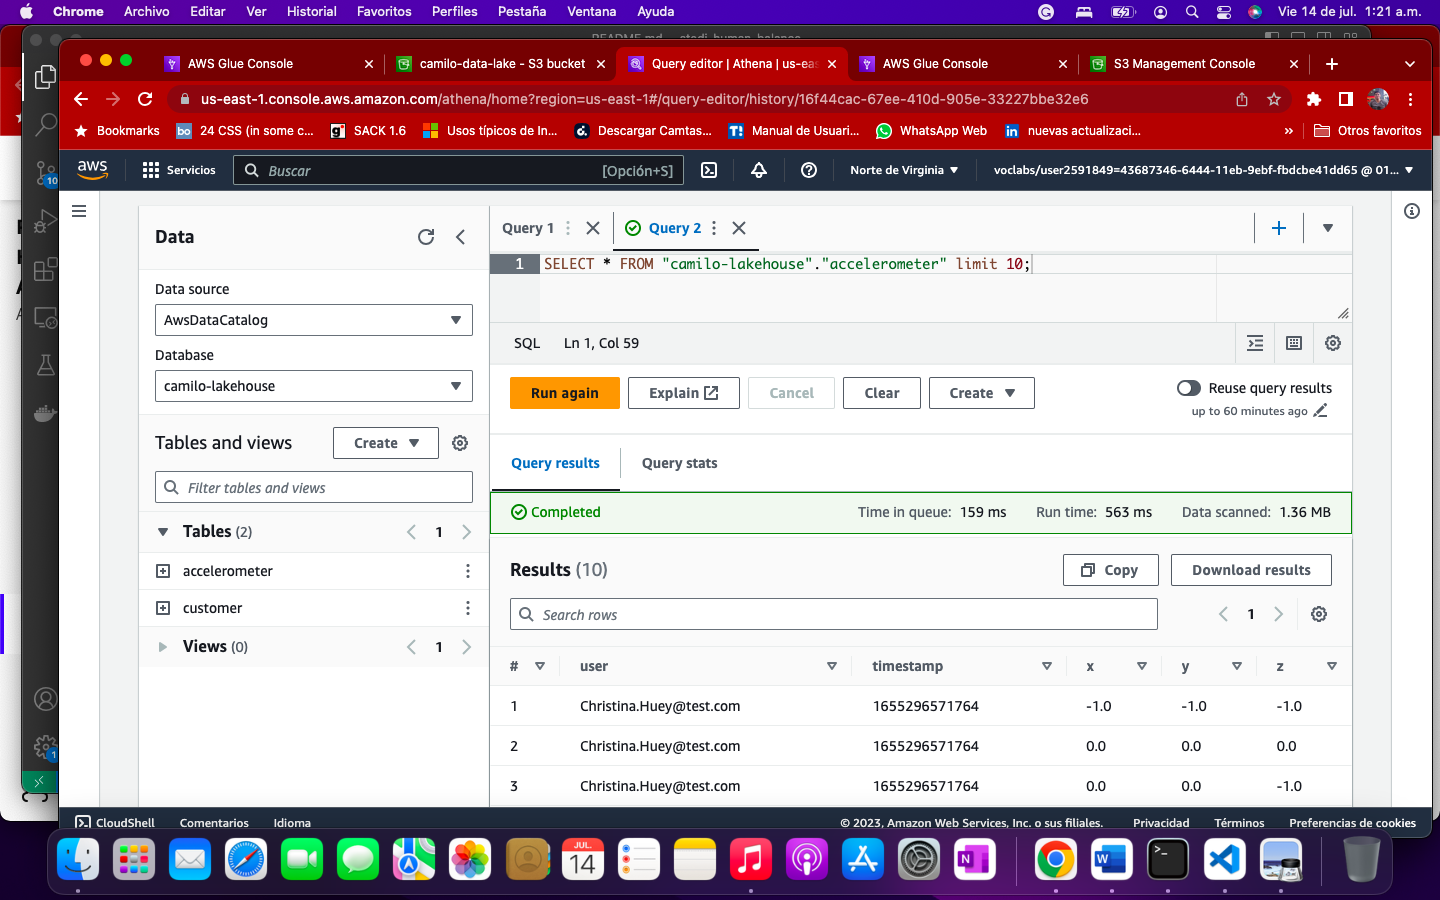 Chrome Archivo Editar Ver Historial Favoritos Perfiles Pestaña Ventana Ayuda Vie 14 de jul. 1:21 a.m.
AWS Glue Console camilo-data-lake - S3 bucket Query editor | Athena | us-eas AWS Glue Console S3 Management Console
us-east-1.console.aws.amazon.com/athena/home?region=us-east-1#/query-editor/history/16f44cac-67ee-410d-905e-33227bbe32e6
Bookmarks 24 CSS (in some c... SACK 1.6 Usos típicos de In... Descargar Camtas... Manual de Usuari... WhatsApp Web nuevas actualizaci... » Otros favoritos
aws Servicios Buscar [Opción+S] Norte de Virginia voclabs/user2591849=43687346-6444-11eb-9ebf-fbdcbe41dd65 @ 01...
Data
Query 1 Query 2
1 SELECT * FROM "camilo-lakehouse"."accelerometer" limit 10;
Data source
AwsDataCatalog
SQL Ln 1, Col 59
Database
camilo-lakehouse
Run again Explain Cancel Clear Create Reuse query results
up to 60 minutes ago
Tables and views Create
Query results Query stats
Filter tables and views
Completed Time in queue: 159 ms Run time: 563 ms Data scanned: 1.36 MB
Tables (2) 1
accelerometer
customer
Views (0) 1
Results (10) Copy Download results
Search rows 1
# user timestamp x y z
1 Christina.Huey@test.com 1655296571764 -1.0 -1.0 -1.0
2 Christina.Huey@test.com 1655296571764 0.0 0.0 0.0
3 Christina.Huey@test.com 1655296571764 0.0 0.0 -1.0
CloudShell Comentarios Idioma © 2023, Amazon Web Services, Inc. o sus filiales. Privacidad Términos Preferencias de cookies
JUL.
14
10
1